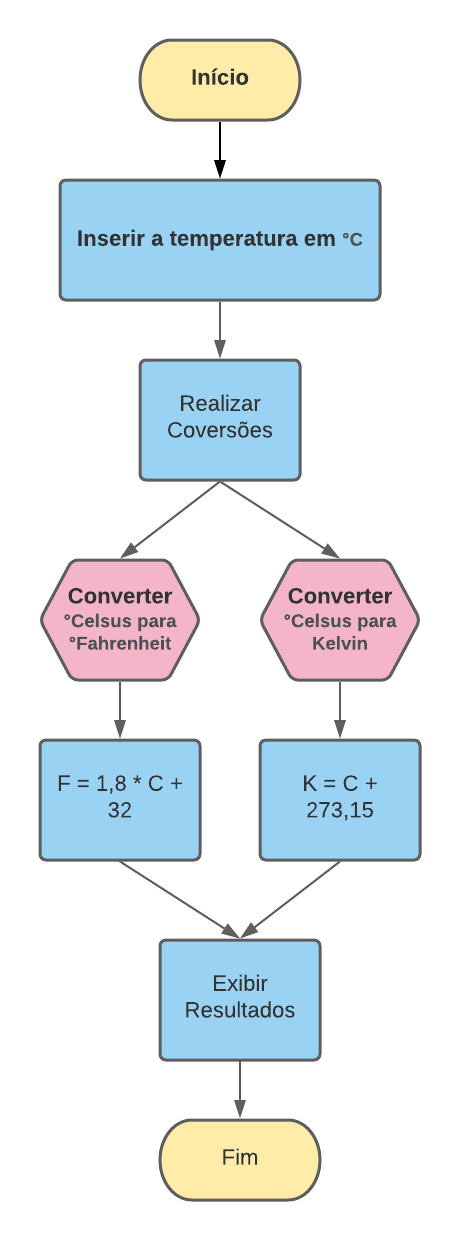 Início
Inserir a temperatura em °C
Realizar
Coversões
Converter
°Celsus para
°Fahrenheit
Converter
°Celsus para
Kelvin
F = 1,8 * C +
32
K = C +
273,15
Exibir
Resultados
Fim